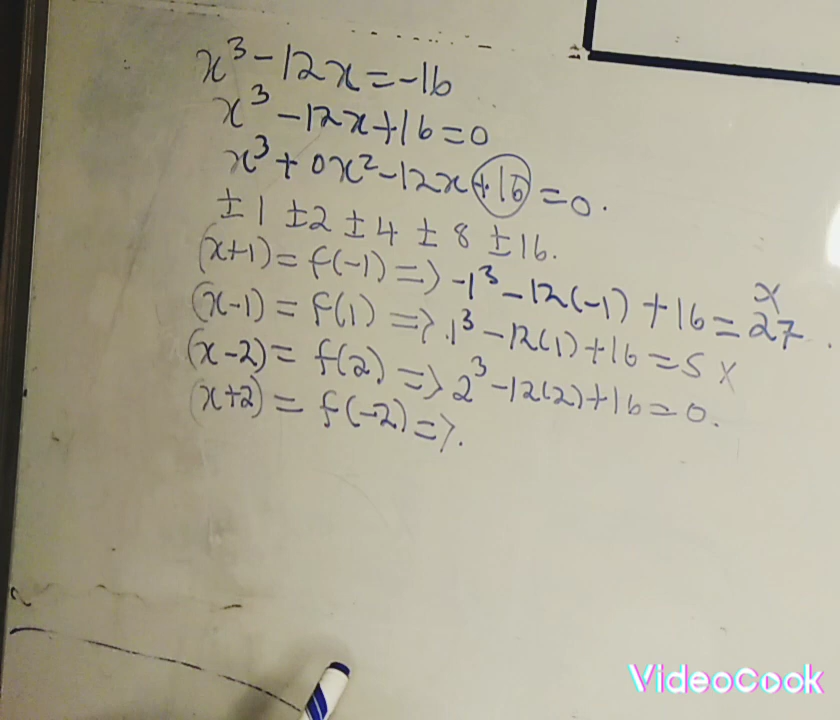 x³ - 12x = -16
x³ - 12x + 16 = 0
x³ + 0x² - 12x + 16 = 0.
±1 ±2 ±4 ±8 ±16.
(x+1) = f(-1) => -1³ - 12(-1) + 16 = 27 x
(x-1) = f(1) => 1³ - 12(1) + 16 = 5 x
(x-2) = f(2) => 2³ - 12(2) + 16 = 0.
(x+2) = f(-2) =>.
VideoCook